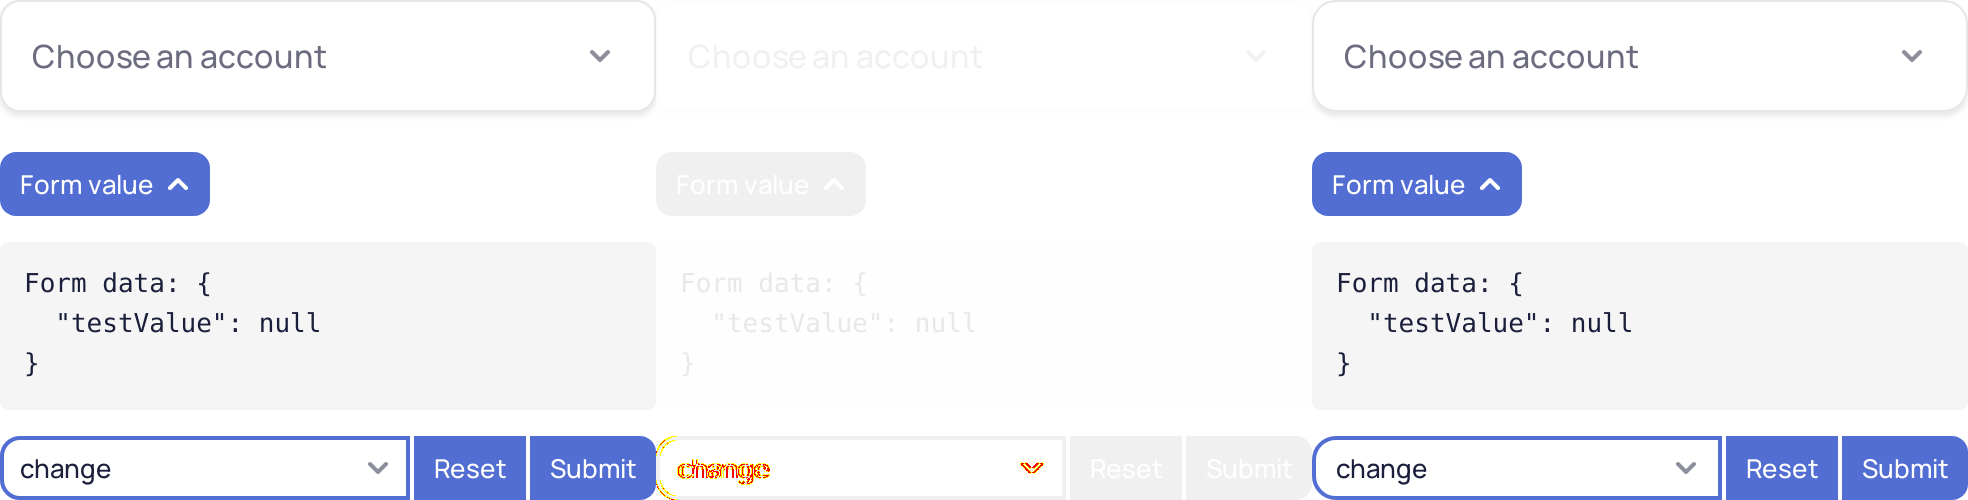 Choose an account Choose an account Choose an account
Form value Form value Form value
Form data: { Form data: { Form data: {
"testValue": null "testValue": null "testValue": null
} } }
change Reset Submit change Reset Submit change Reset Submit